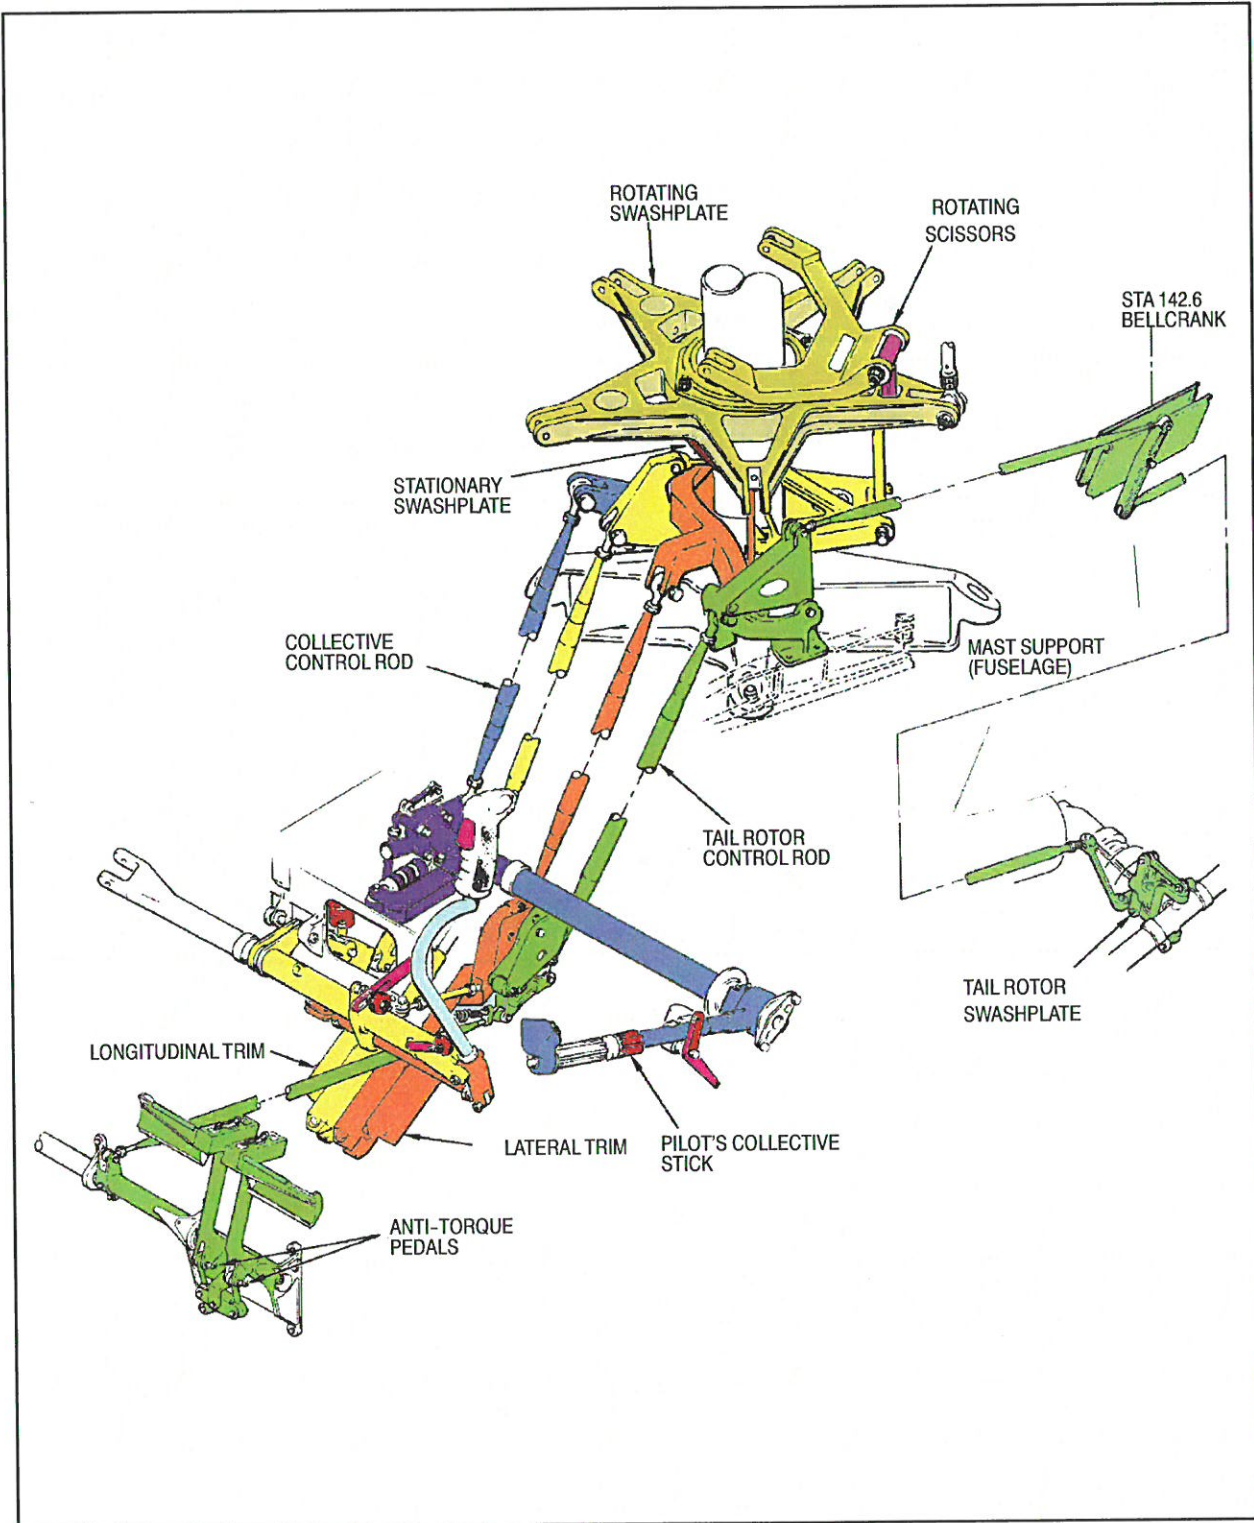 ROTATING
SWASHPLATE
ROTATING
SCISSORS
STA 142.6
BELLCRANK
STATIONARY
SWASHPLATE
COLLECTIVE
CONTROL ROD
MAST SUPPORT
(FUSELAGE)
TAIL ROTOR
CONTROL ROD
TAIL ROTOR
SWASHPLATE
LONGITUDINAL TRIM
LATERAL TRIM
PILOT'S COLLECTIVE
STICK
ANTI-TORQUE
PEDALS